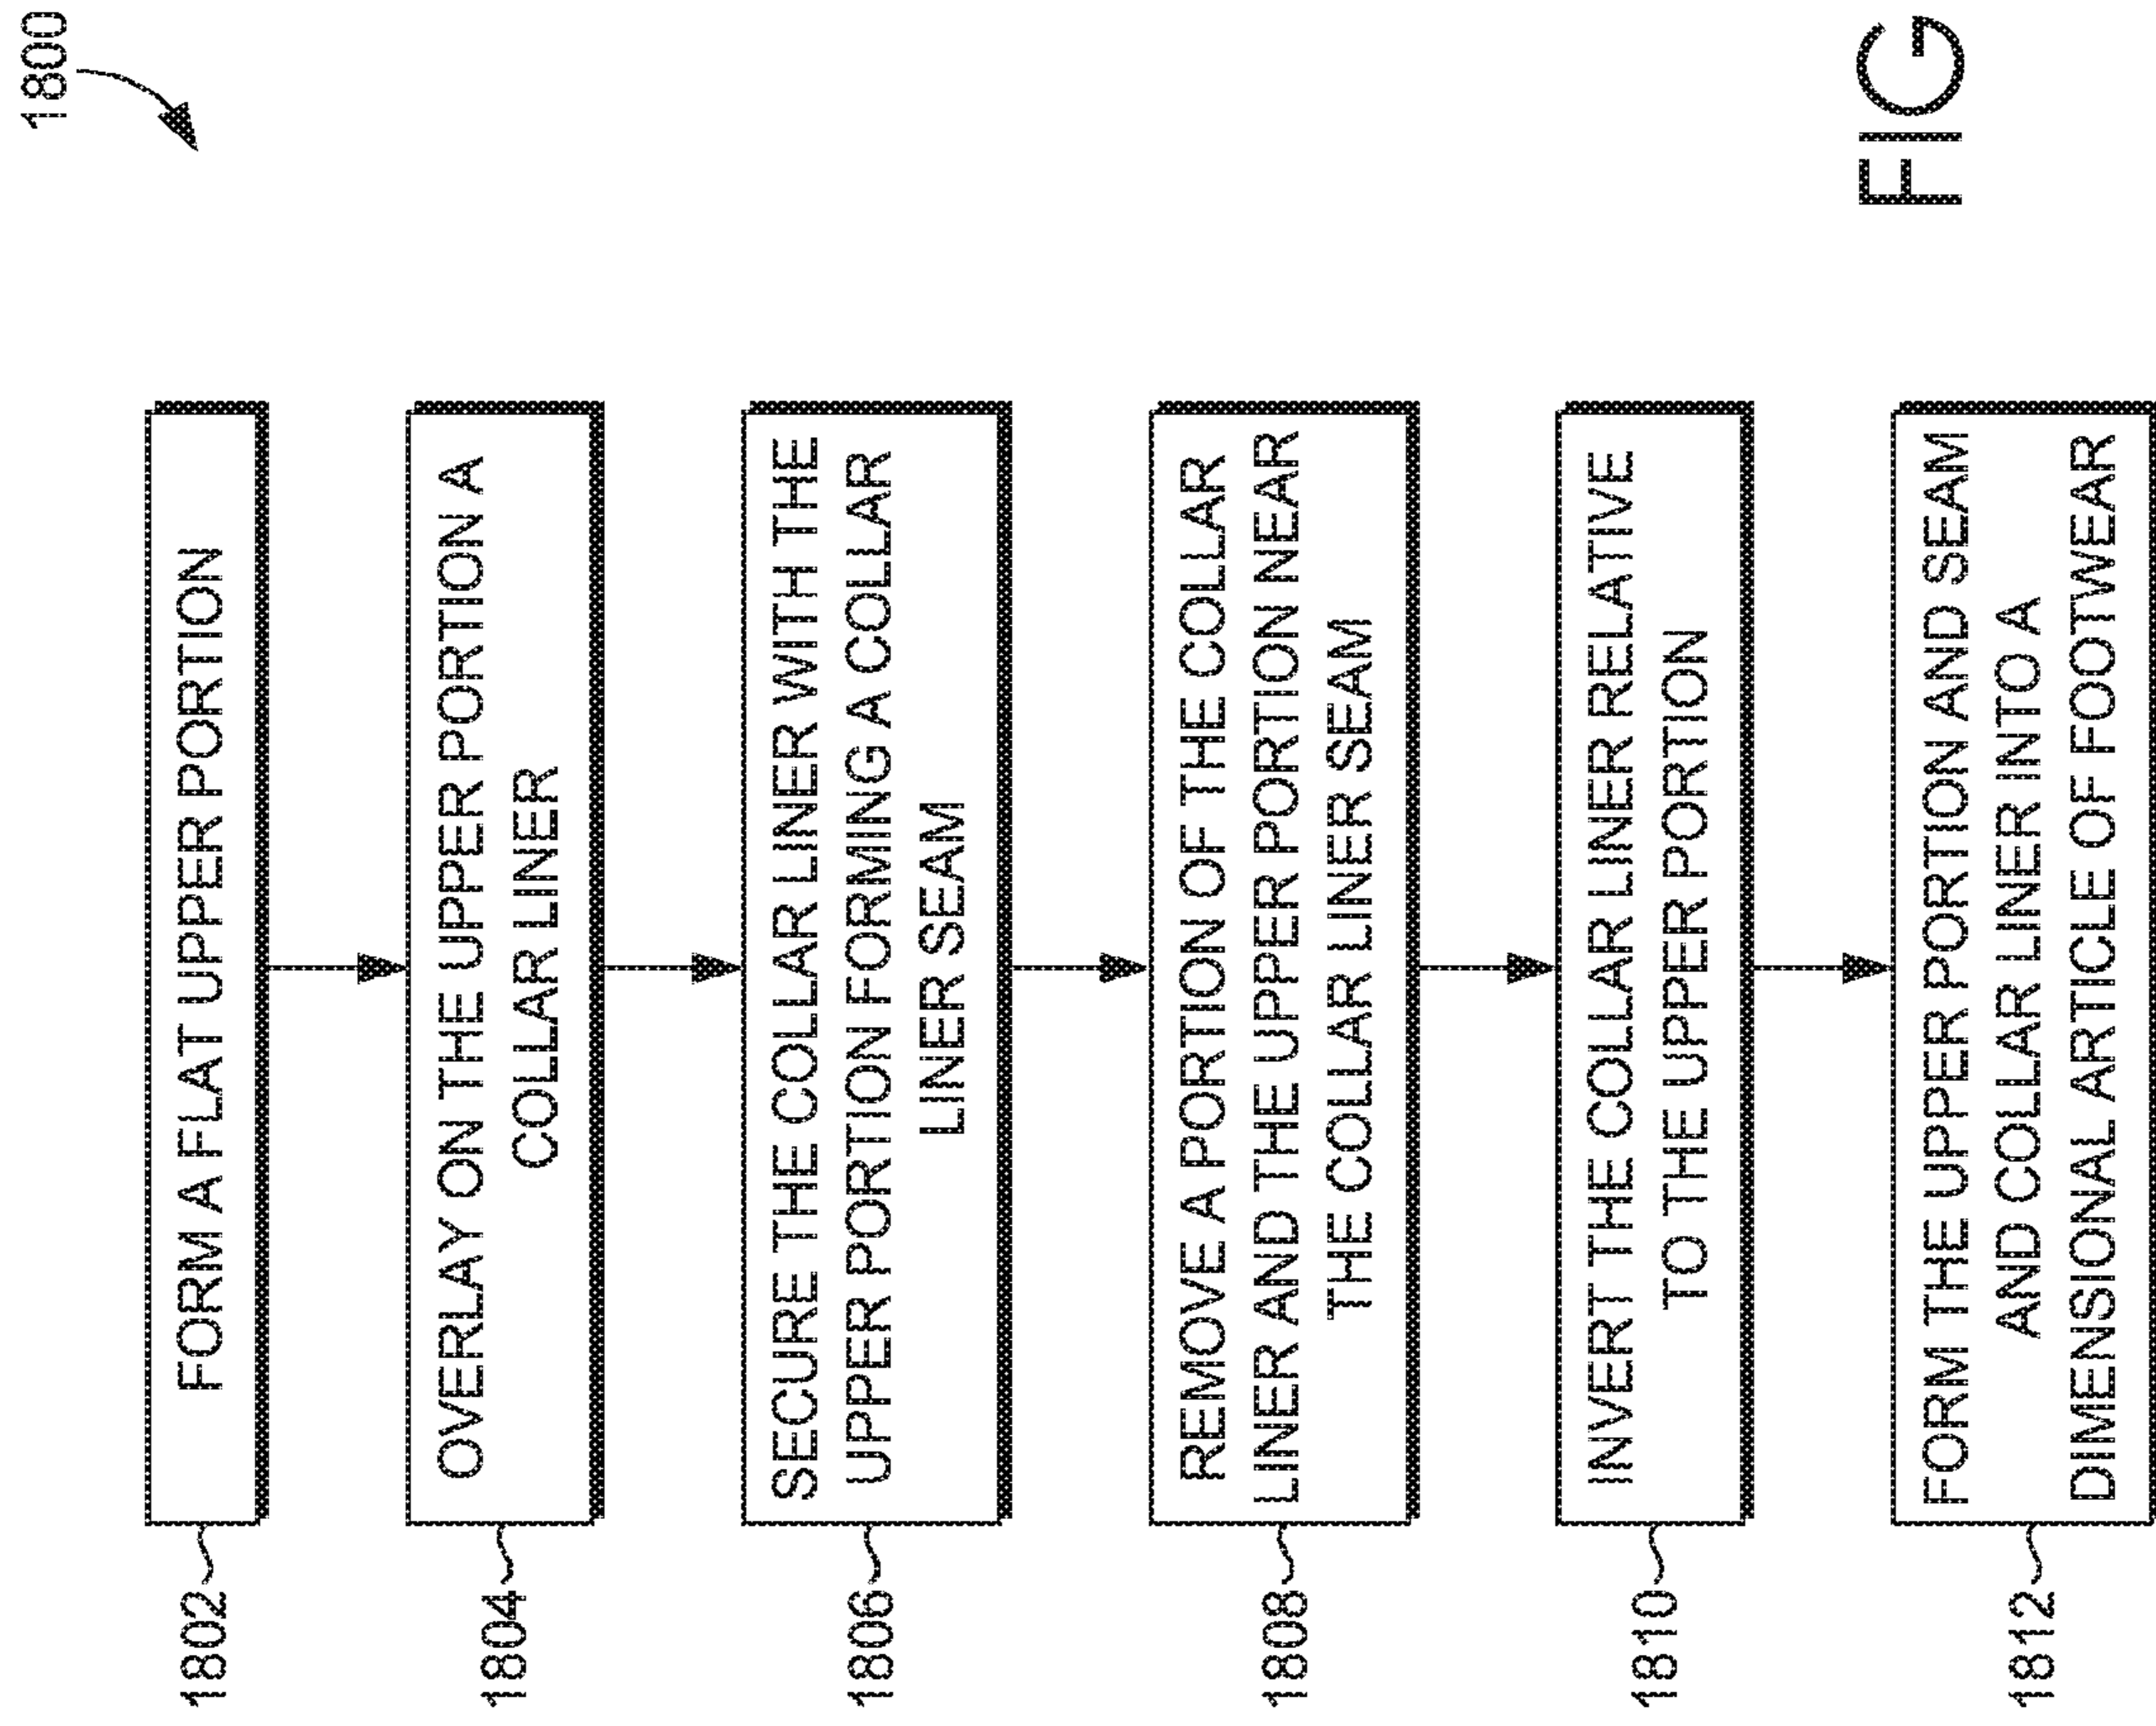 1800
1802
FORM A FLAT UPPER PORTION
1804
OVERLAY ON THE UPPER PORTION A
COLLAR LINER
1806
SECURE THE COLLAR LINER WITH THE
UPPER PORTION FORMING A COLLAR
LINER SEAM
1808
REMOVE A PORTION OF THE COLLAR
LINER AND THE UPPER PORTION NEAR
THE COLLAR LINER SEAM
1810
INVERT THE COLLAR LINER RELATIVE
TO THE UPPER PORTION
1812
FORM THE UPPER PORTION AND SEAM
AND COLLAR LINER INTO A
DIMENSIONAL ARTICLE OF FOOTWEAR
FIG